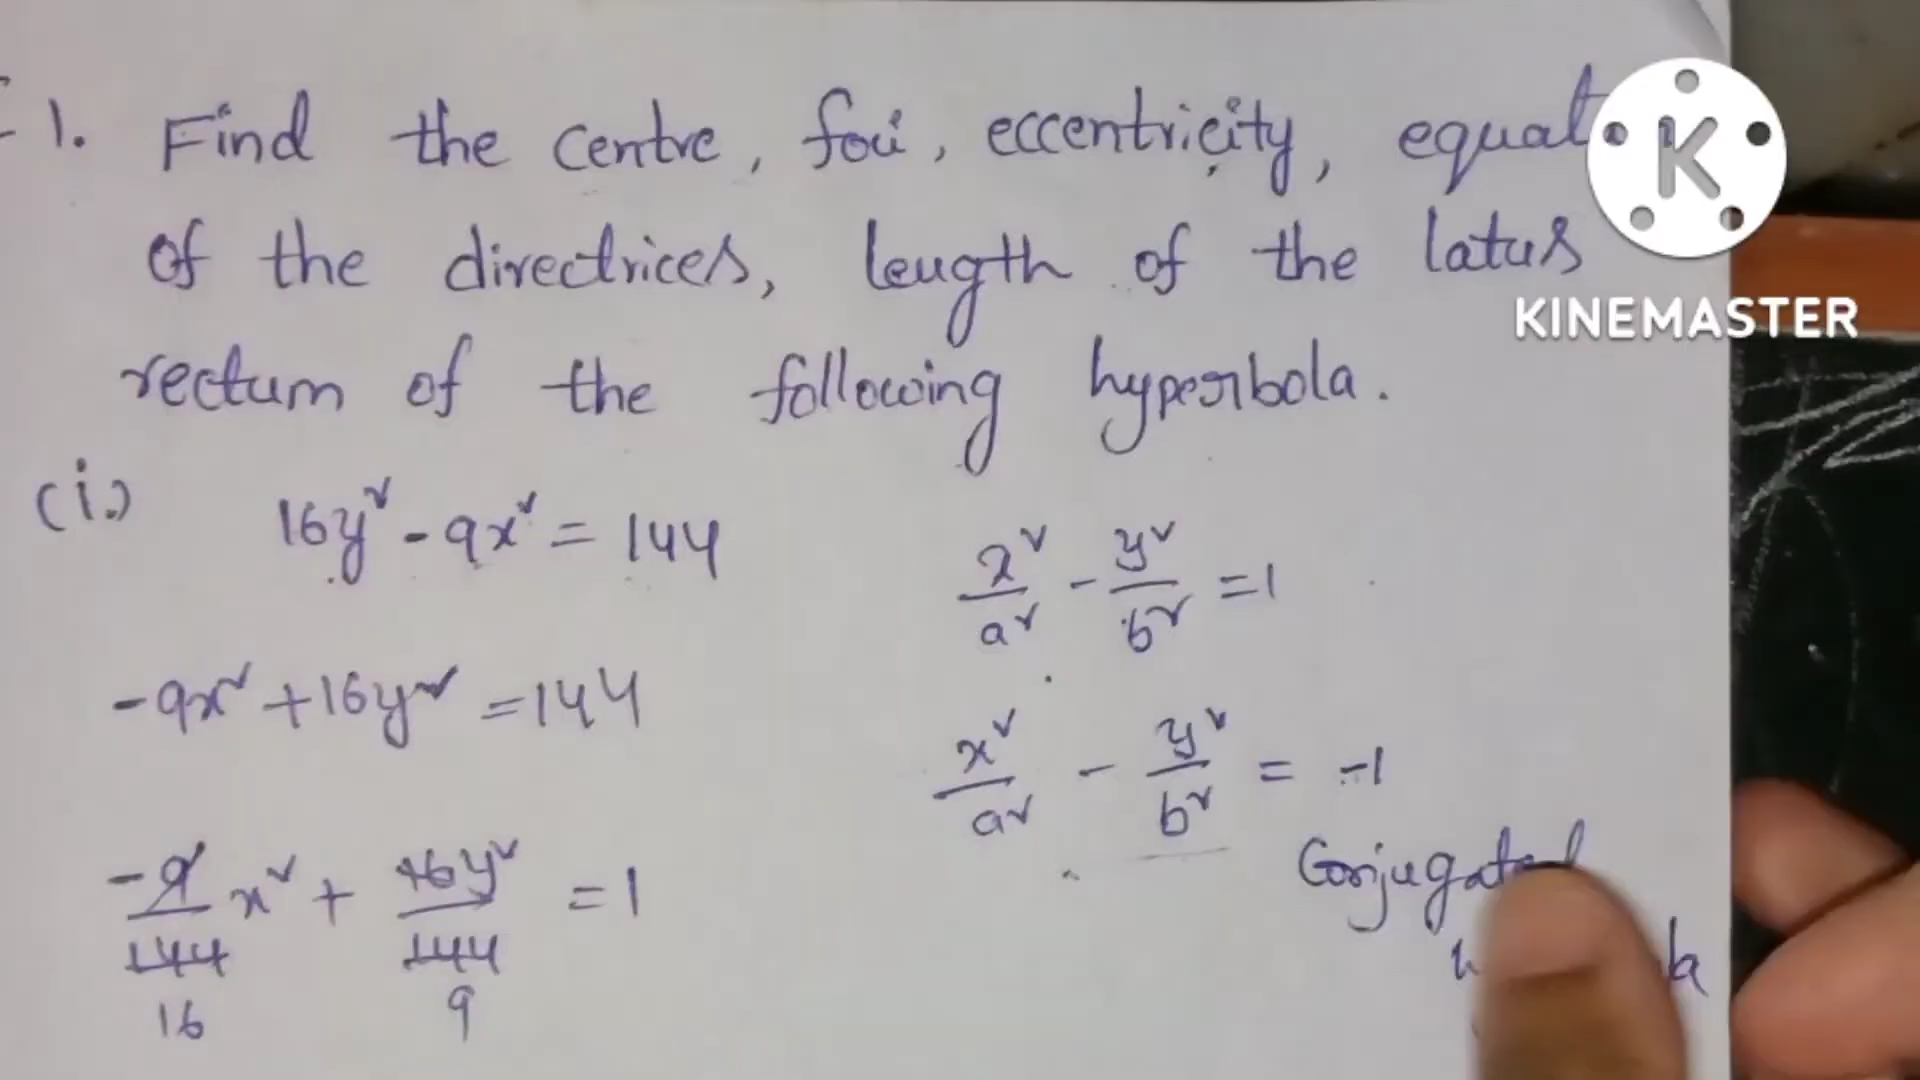 1. Find the centre, foci, eccentricity,
of the directrices, length of the latus
rectum of the following hyperbola.
(i.) 16y² - 9x² = 144
-9x² + 16y² = 144
-9/144 x² + 16y²/144 = 1
16 9
x²/a² - y²/b² = 1
x²/a² - y²/b² = -1
K
KINEMASTER